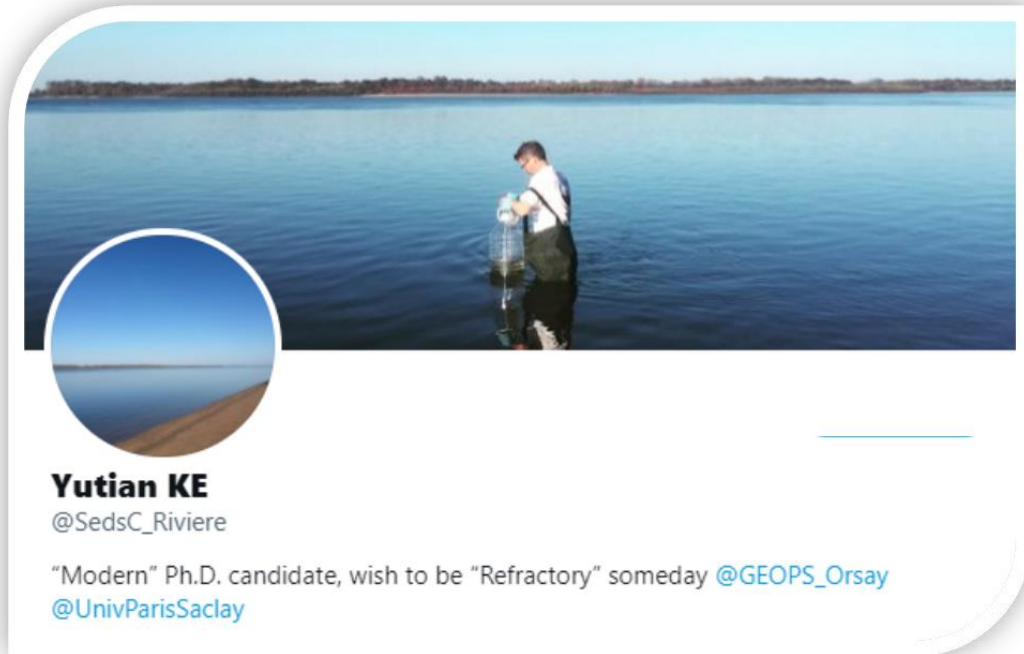 Yutian KE
@SedsC_Riviere
“Modern” Ph.D. candidate, wish to be “Refractory” someday @GEOPS_Orsay
@UnivParisSaclay